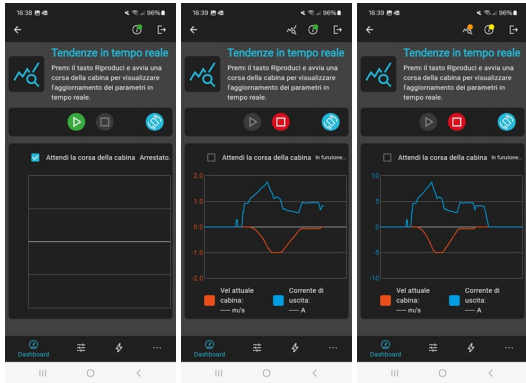 16:38
96%
Tendenze in tempo reale
Premi il tasto Riproduci e avvia una
corsa della cabina per visualizzare
l'aggiornamento dei parametri in
tempo reale.
Attendi la corsa della cabina Arrestato.
Dashboard
16:39
96%
Tendenze in tempo reale
Premi il tasto Riproduci e avvia una
corsa della cabina per visualizzare
l'aggiornamento dei parametri in
tempo reale.
Attendi la corsa della cabina In funzione...
2.0
1.0
0.0
-1.0
-2.0
Vel attuale
cabina:
---- m/s
Corrente di
uscita:
---- A
Dashboard
16:39
96%
Tendenze in tempo reale
Premi il tasto Riproduci e avvia una
corsa della cabina per visualizzare
l'aggiornamento dei parametri in
tempo reale.
Attendi la corsa della cabina In funzione...
10
5
0
-5
-10
Vel attuale
cabina:
---- m/s
Corrente di
uscita:
---- A
Dashboard